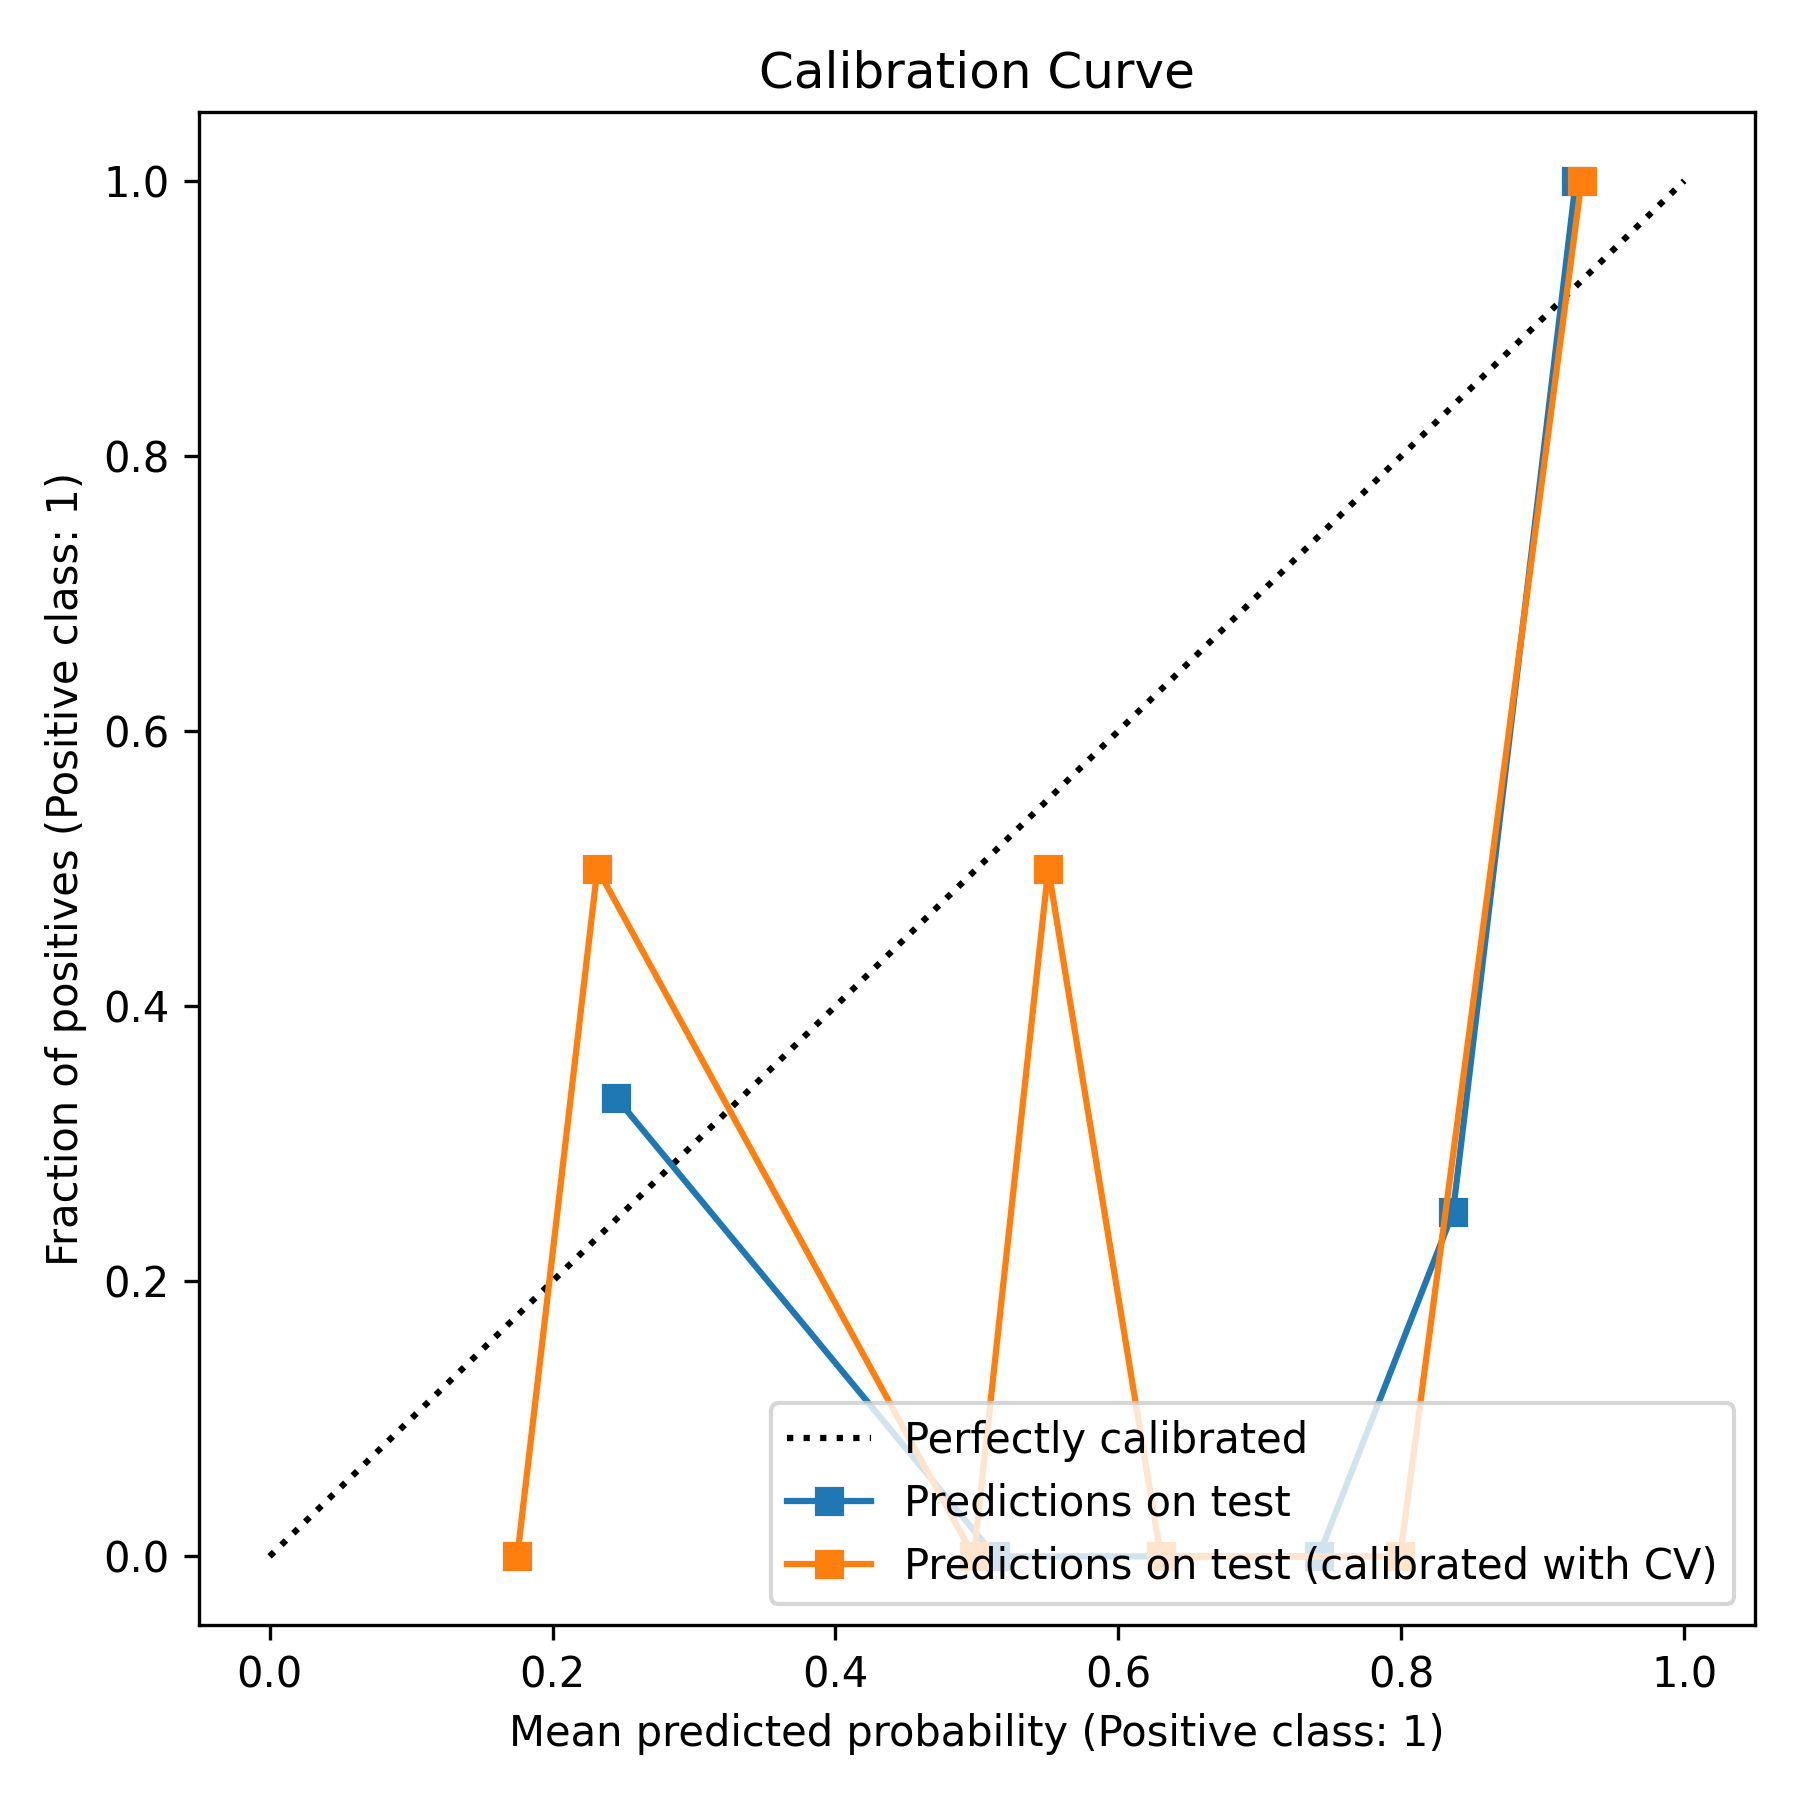 Calibration Curve
1.0
0.8
0.6
0.4
0.2
0.0
Fraction of positives (Positive class: 1)
Perfectly calibrated
Predictions on test
Predictions on test (calibrated with CV)
0.0 0.2 0.4 0.6 0.8 1.0
Mean predicted probability (Positive class: 1)